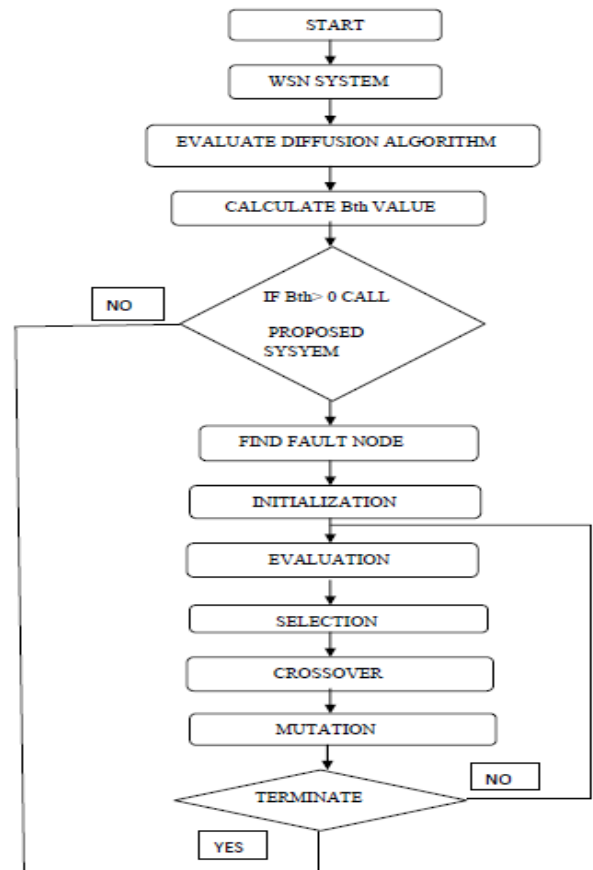 START
WSN SYSTEM
EVALUATE DIFFUSION ALGORITHM
CALCULATE Bth VALUE
IF Bth> 0 CALL
NO
PROPOSED
SYSYEM
FIND FAULT NODE
INITIALIZATION
EVALUATION
SELECTION
CROSSOVER
MUTATION
TERMINATE
NO
YES